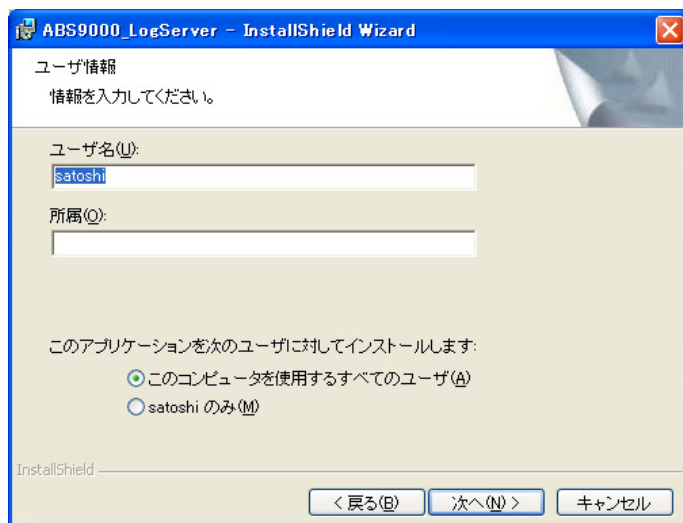 ABS9000_LogServer - InstallShield Wizard
ユーザ情報
情報を入力してください。
ユーザ名(U):
satoshi
所属(O):
このアプリケーションを次のユーザに対してインストールします:
このコンピュータを使用するすべてのユーザ(A)
satoshi のみ(M)
InstallShield
< 戻る(B) 次へ(N) > キャンセル